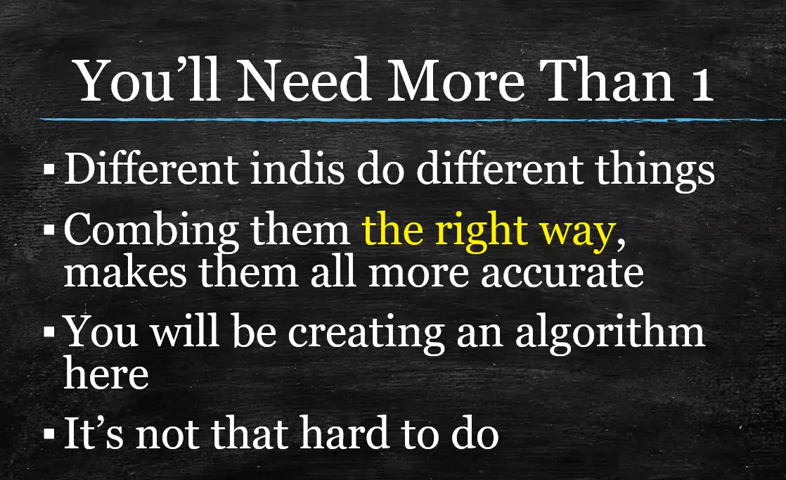 You’ll Need More Than 1
▪ Different indis do different things
▪ Combing them the right way,
makes them all more accurate
▪ You will be creating an algorithm
here
▪ It’s not that hard to do